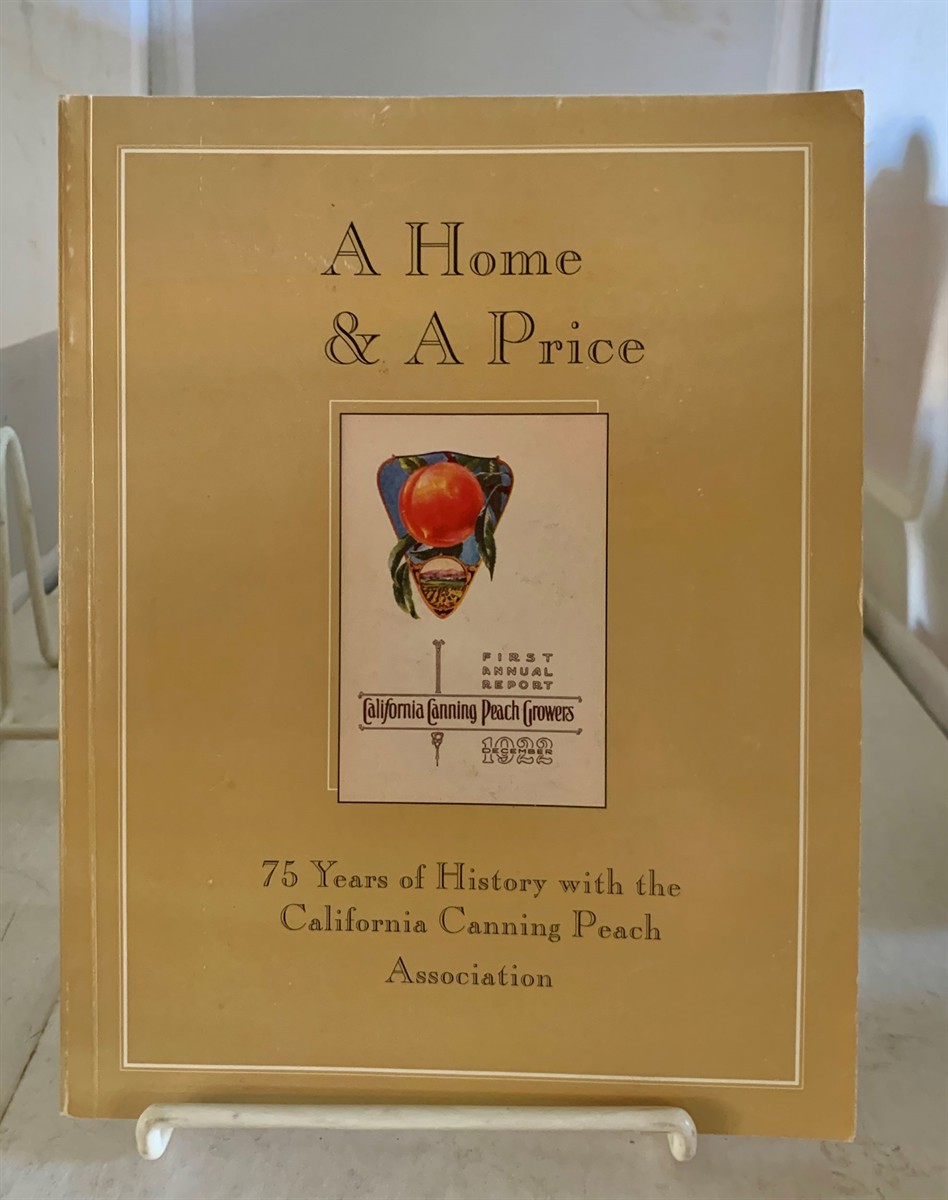 A Home
& A Price
FIRST
ANNUAL
REPORT
California Canning Peach Growers
1922
DECEMBER
75 Years of History with the
California Canning Peach
Association